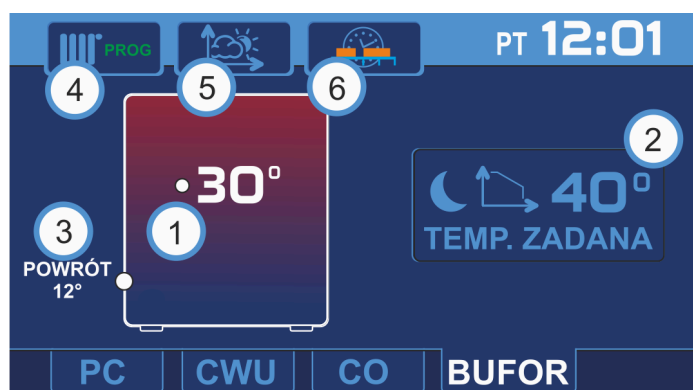 PROG
PT 12:01
4
5
6
2
30°
40°
1
TEMP. ZADANA
3
POWRÓT
12°
PC
CWU
CO
BUFOR